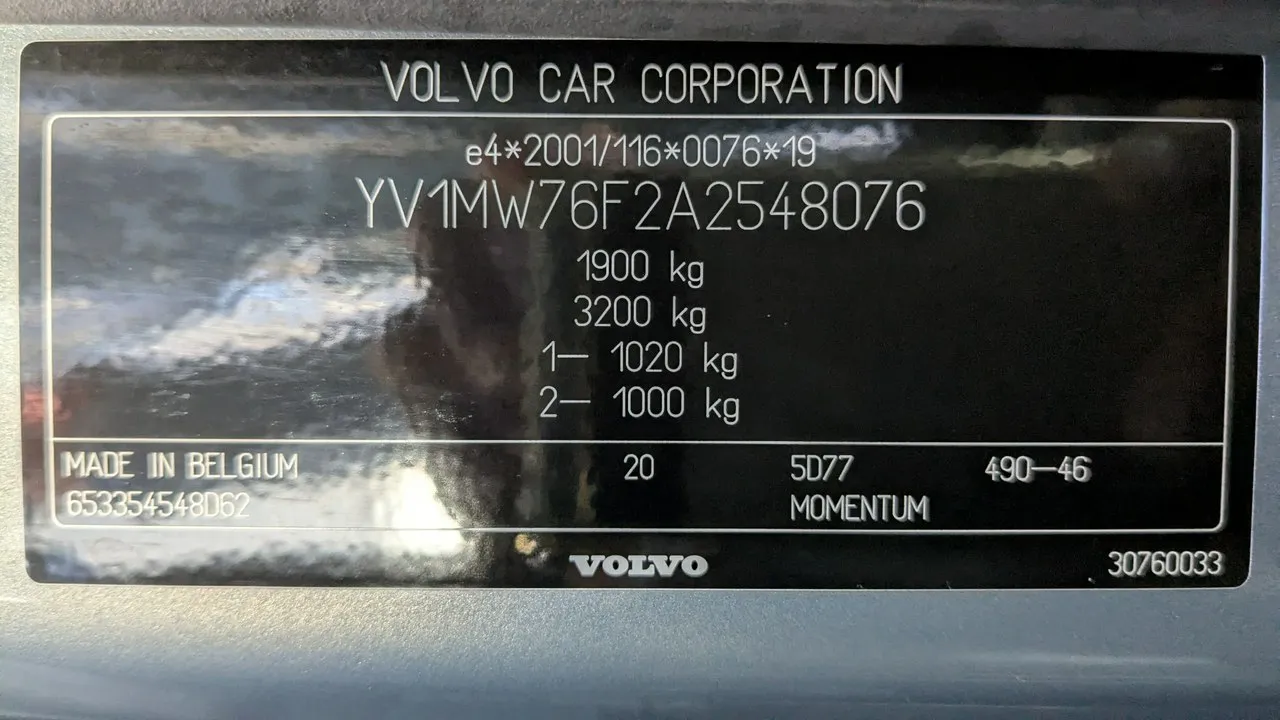 VOLVO CAR CORPORATION
e4*2001/116*0076*19
YV1MW76F2A2548076
1900 kg
3200 kg
1— 1020 kg
2— 1000 kg
MADE IN BELGIUM 20 5D77 490—46
653354548D62 MOMENTUM
VOLVO 30760033